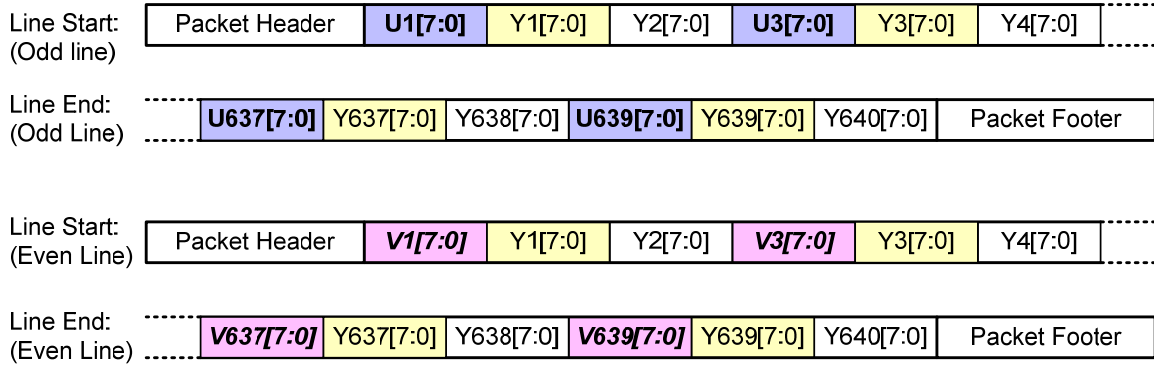 Line Start: Packet Header U1[7:0] Y1[7:0] Y2[7:0] U3[7:0] Y3[7:0] Y4[7:0]
(Odd line)
Line End: U637[7:0] Y637[7:0] Y638[7:0] U639[7:0] Y639[7:0] Y640[7:0] Packet Footer
(Odd Line)
Line Start: Packet Header V1[7:0] Y1[7:0] Y2[7:0] V3[7:0] Y3[7:0] Y4[7:0]
(Even Line)
Line End: V637[7:0] Y637[7:0] Y638[7:0] V639[7:0] Y639[7:0] Y640[7:0] Packet Footer
(Even Line)